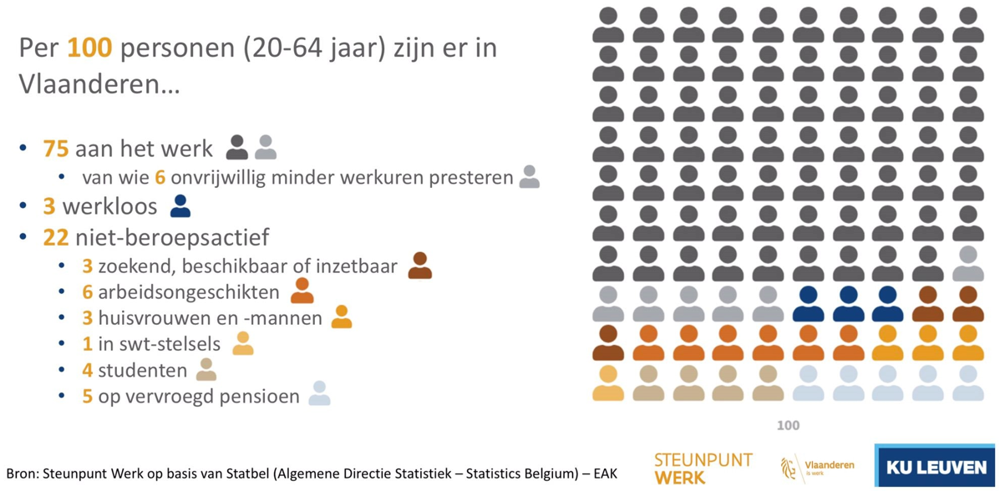 Per 100 personen (20-64 jaar) zijn er in
Vlaanderen...
• 75 aan het werk
• van wie 6 onvrijwillig minder werkuren presteren
• 3 werkloos
• 22 niet-beroepsactief
• 3 zoekend, beschikbaar of inzetbaar
• 6 arbeidsongeschikten
• 3 huisvrouwen en -mannen
• 1 in swt-stelsels
• 4 studenten
• 5 op vervroegd pensioen
100
Bron: Steunpunt Werk op basis van Statbel (Algemene Directie Statistiek – Statistics Belgium) – EAK
STEUNPUNT
WERK
Vlaanderen
is werk
KU LEUVEN